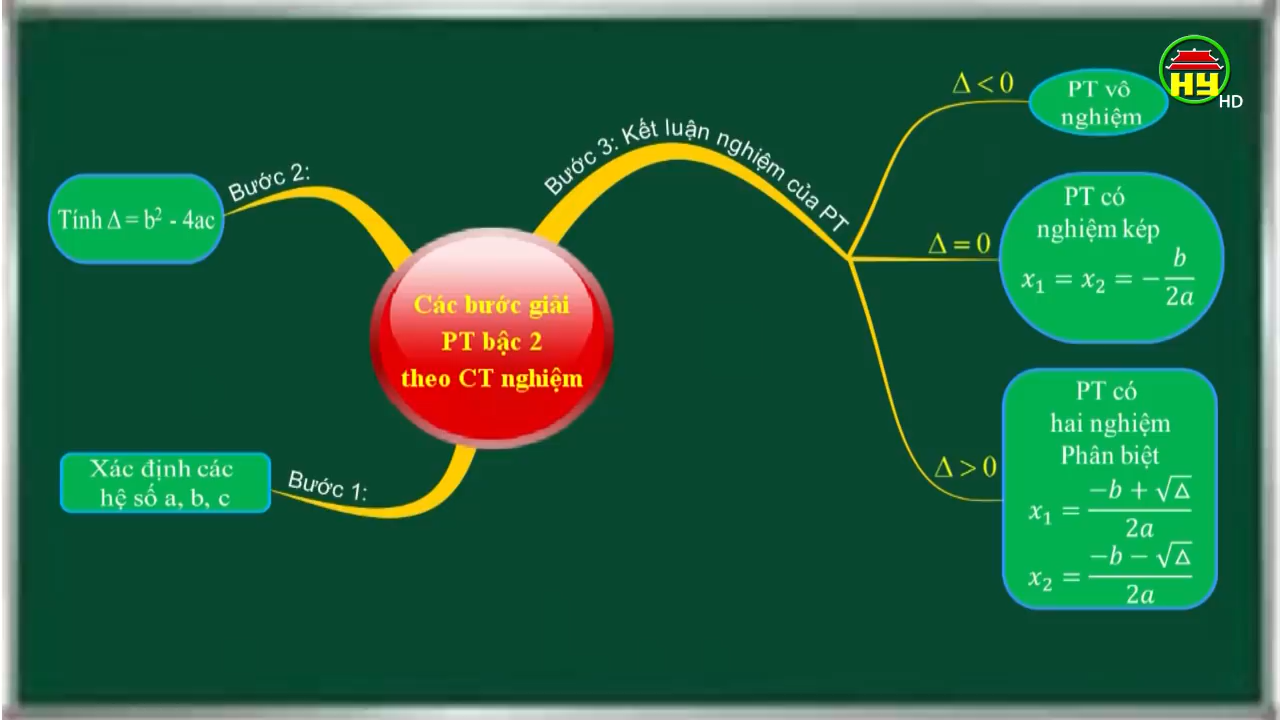 Các bước giải
PT bậc 2
theo CT nghiệm
Bước 1:
Xác định các
hệ số a, b, c
Bước 2:
Tính Δ = b² - 4ac
Bước 3: Kết luận nghiệm của PT
Δ < 0
PT vô
nghiệm
Δ = 0
PT có
nghiệm kép
x₁ = x₂ = −b/2a
Δ > 0
PT có
hai nghiệm
Phân biệt
x₁ = (−b + √Δ)/2a
x₂ = (−b − √Δ)/2a
HY
HD